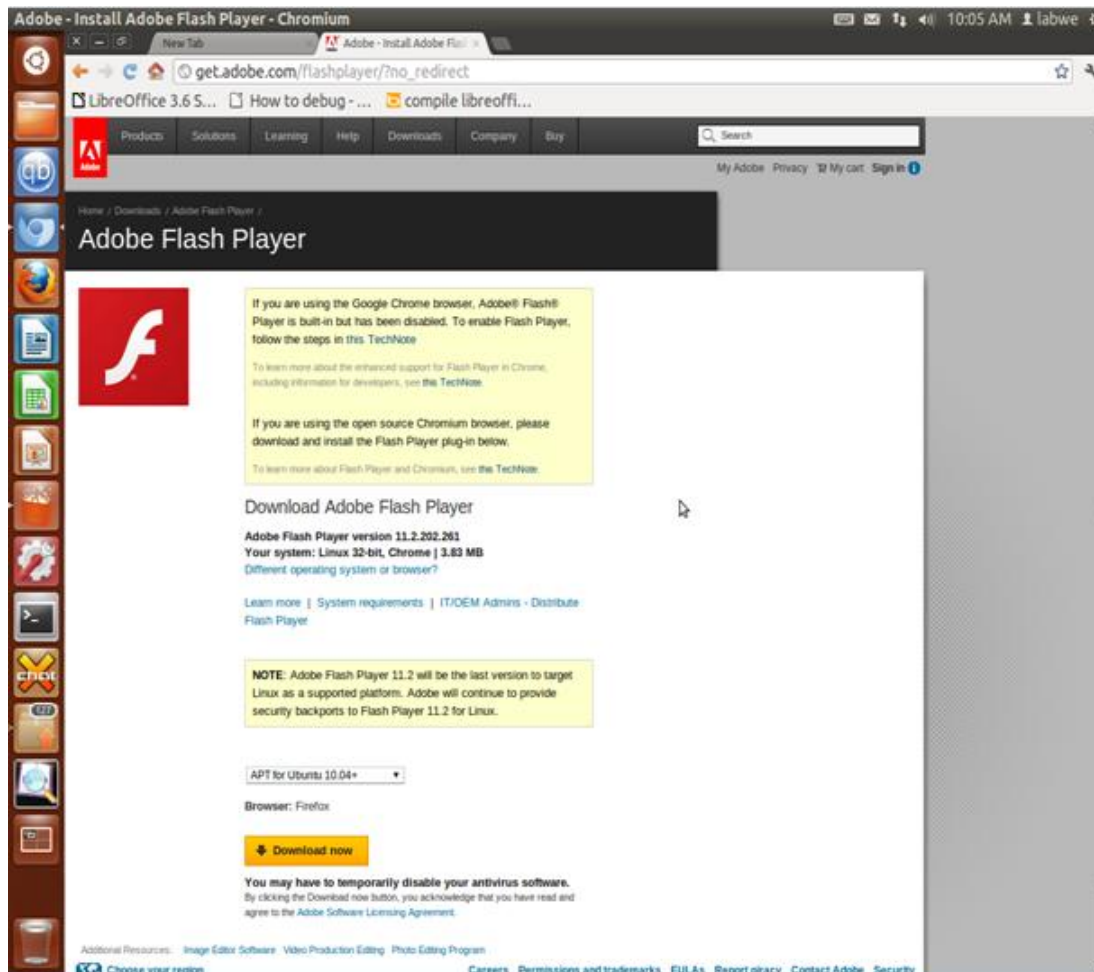 Adobe - Install Adobe Flash Player - Chromium
10:05 AM labwe
New Tab
Adobe - Install Adobe Fla
get.adobe.com/flashplayer/?no_redirect
LibreOffice 3.6 S... How to debug - ... compile libreoffi...
Adobe
Products Solutions Learning Help Downloads Company Buy
Search
My Adobe Privacy My cart Sign in
Home / Downloads / Adobe Flash Player /
Adobe Flash Player
If you are using the Google Chrome browser, Adobe® Flash®
Player is built-in but has been disabled. To enable Flash Player,
follow the steps in this TechNote
To learn more about the enhanced support for Flash Player in Chrome,
including information for developers, see this TechNote.
If you are using the open source Chromium browser, please
download and install the Flash Player plug-in below.
To learn more about Flash Player and Chromium, see this TechNote.
Download Adobe Flash Player
Adobe Flash Player version 11.2.202.261
Your system: Linux 32-bit, Chrome | 3.83 MB
Different operating system or browser?
Learn more | System requirements | IT/OEM Admins - Distribute
Flash Player
NOTE: Adobe Flash Player 11.2 will be the last version to target
Linux as a supported platform. Adobe will continue to provide
security backports to Flash Player 11.2 for Linux.
APT for Ubuntu 10.04+
Browser: Firefox
Download now
You may have to temporarily disable your antivirus software.
By clicking the Download now button, you acknowledge that you have read and
agree to the Adobe Software Licensing Agreement.
Additional Resources: Image Editor Software Video Production Editing Photo Editing Program
Choose your region Careers Permissions and trademarks EULAs Report piracy Contact Adobe Security